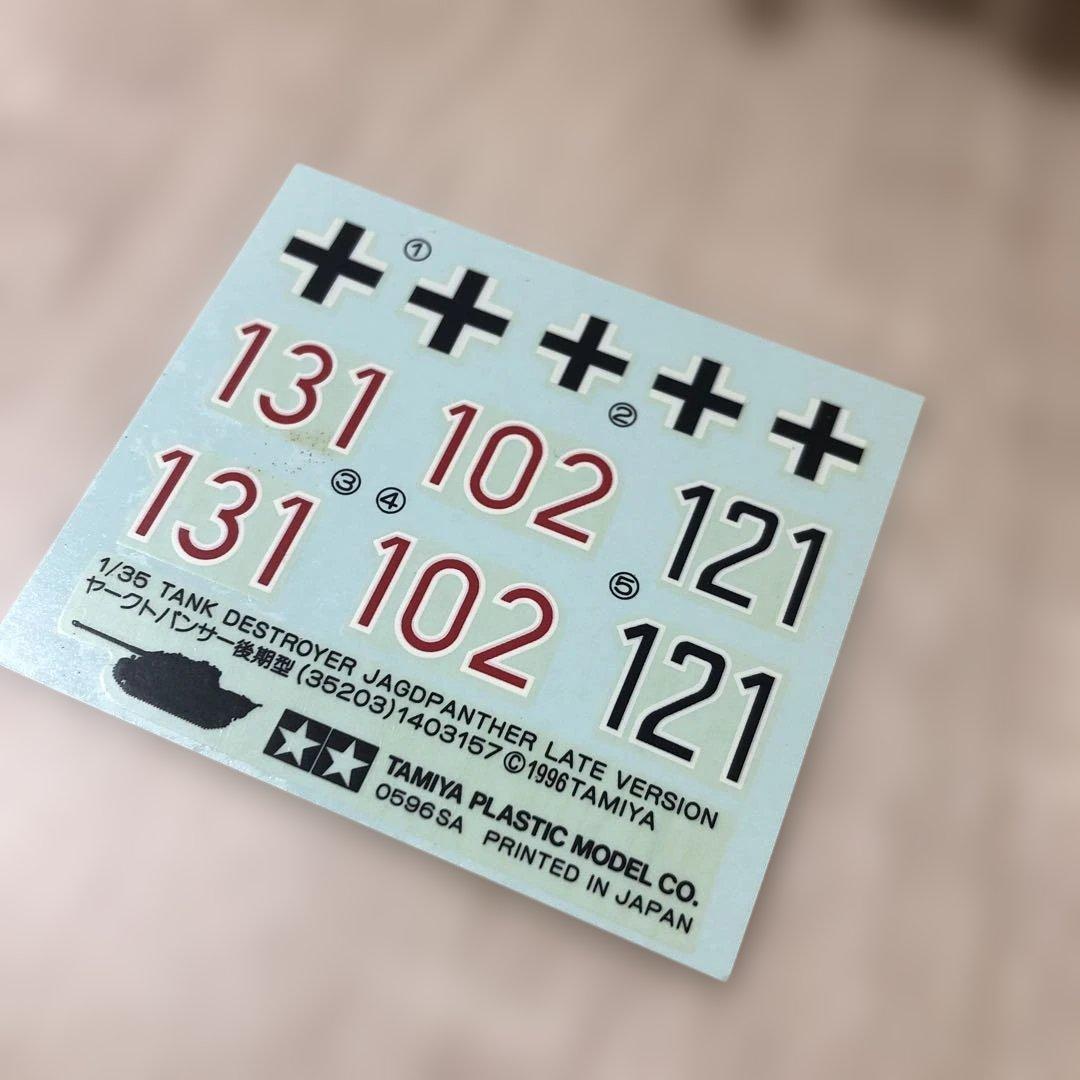 ①
②
131
102
121
③
④
⑤
131
102
121
1/35 TANK DESTROYER JAGDPANTHER LATE VERSION
ヤークトパンサー後期型 (35203) 1403157 © 1996 TAMIYA
TAMIYA PLASTIC MODEL CO.
0596SA PRINTED IN JAPAN